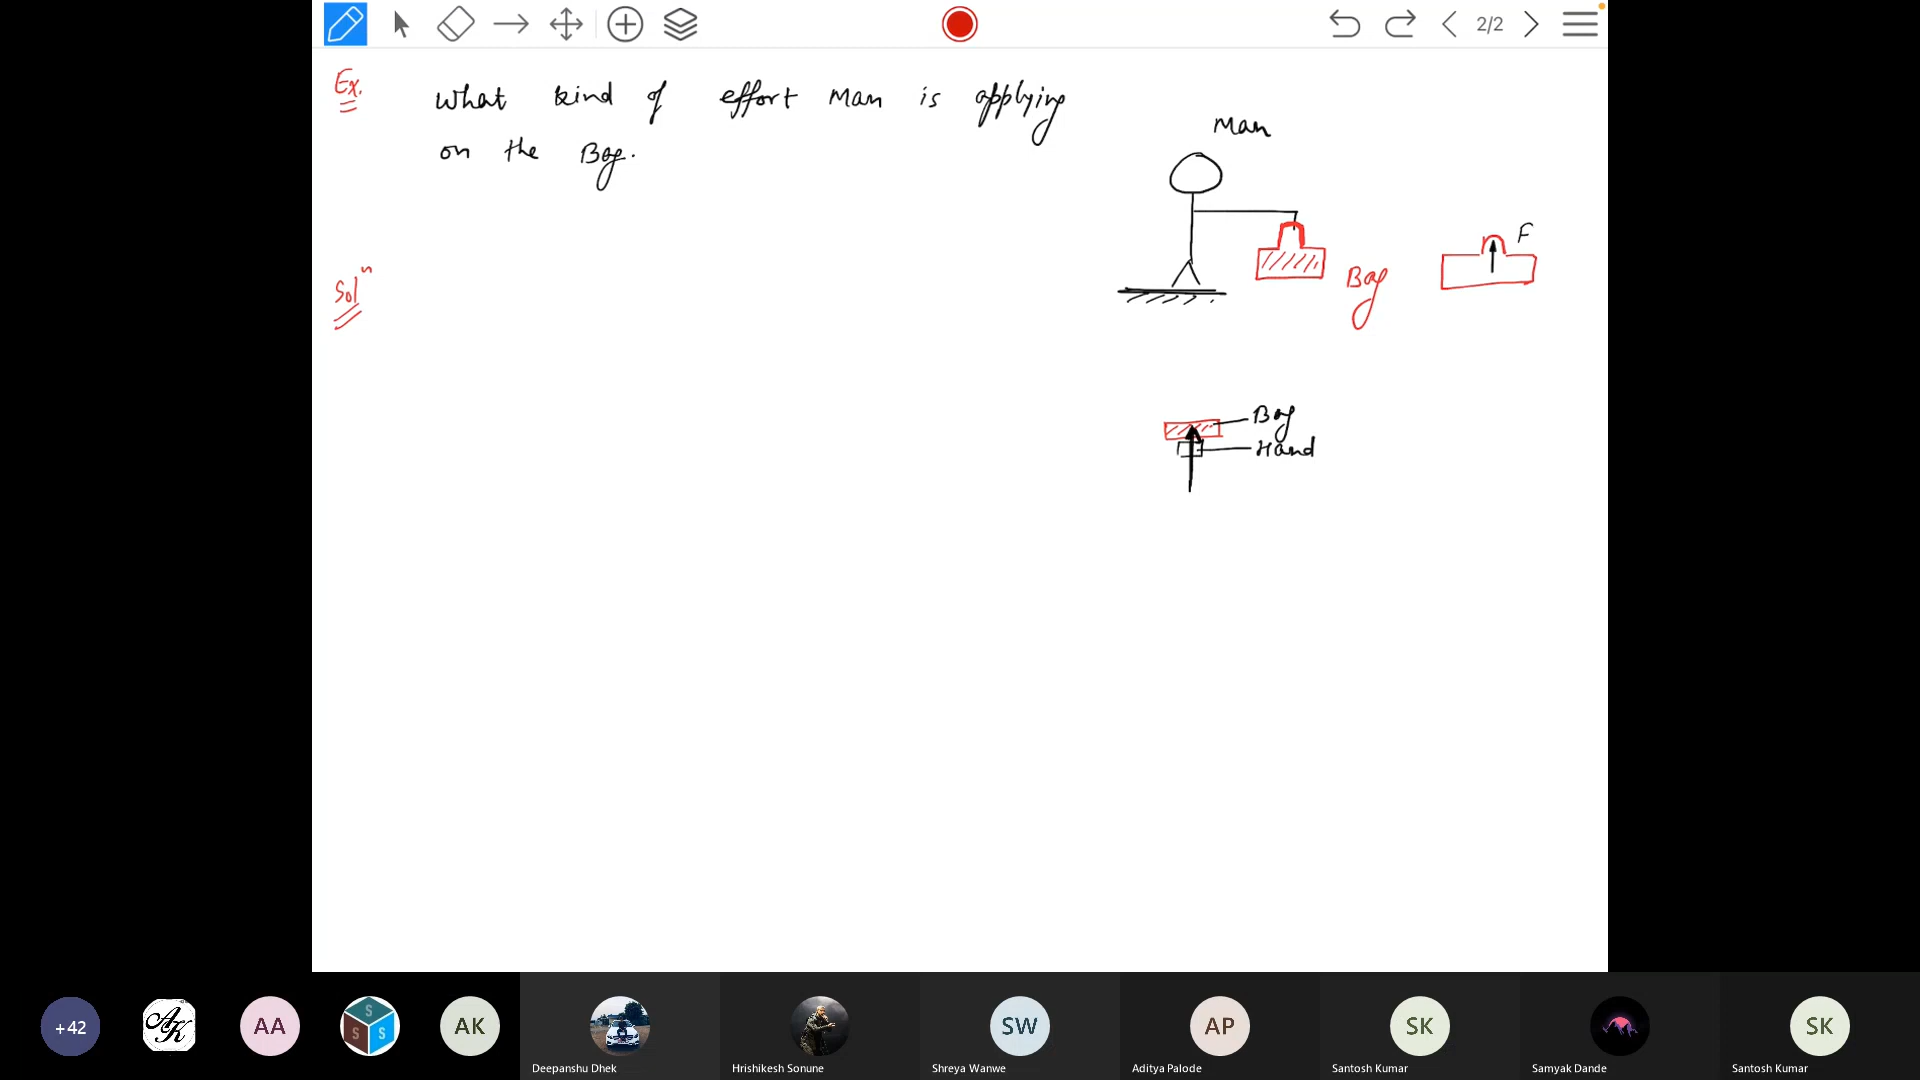 2/2
Ex. What kind of effort Man is applying
on the Bag.
Man
F
Bag
Solⁿ
Bag
Hand
+42
AK
AA
S
S S
AK
SW
AP
SK
SK
Deepanshu Dhek
Hrishikesh Sonune
Shreya Wanwe
Aditya Palode
Santosh Kumar
Samyak Dande
Santosh Kumar